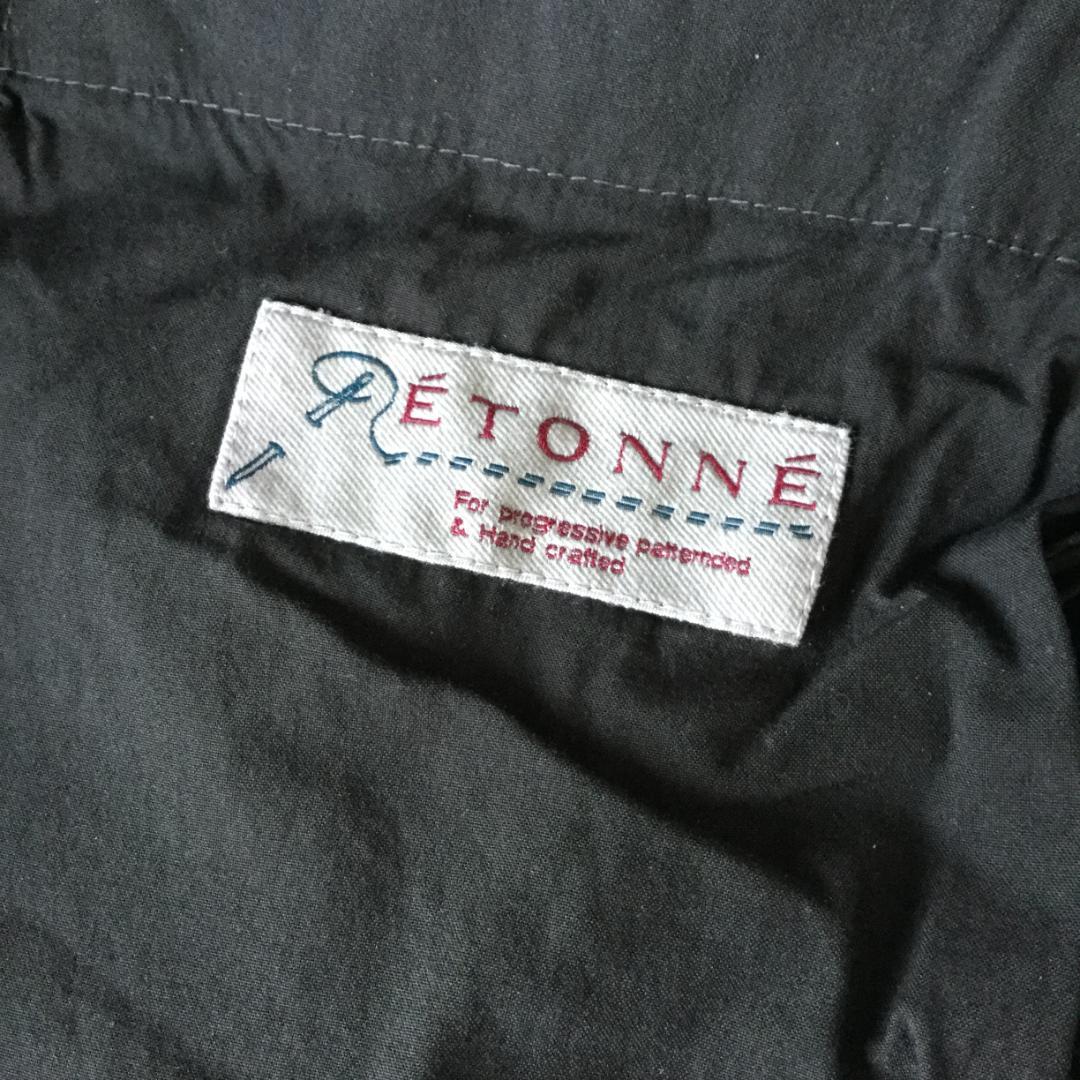 RÉTONNÉ
For progressive patternded
& Hand crafted